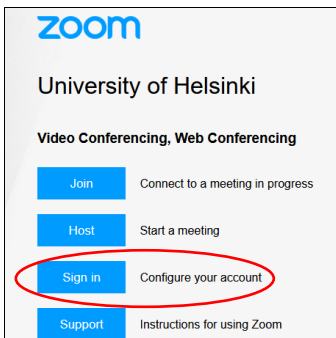 zoom
University of Helsinki
Video Conferencing, Web Conferencing
Join Connect to a meeting in progress
Host Start a meeting
Sign in Configure your account
Support Instructions for using Zoom